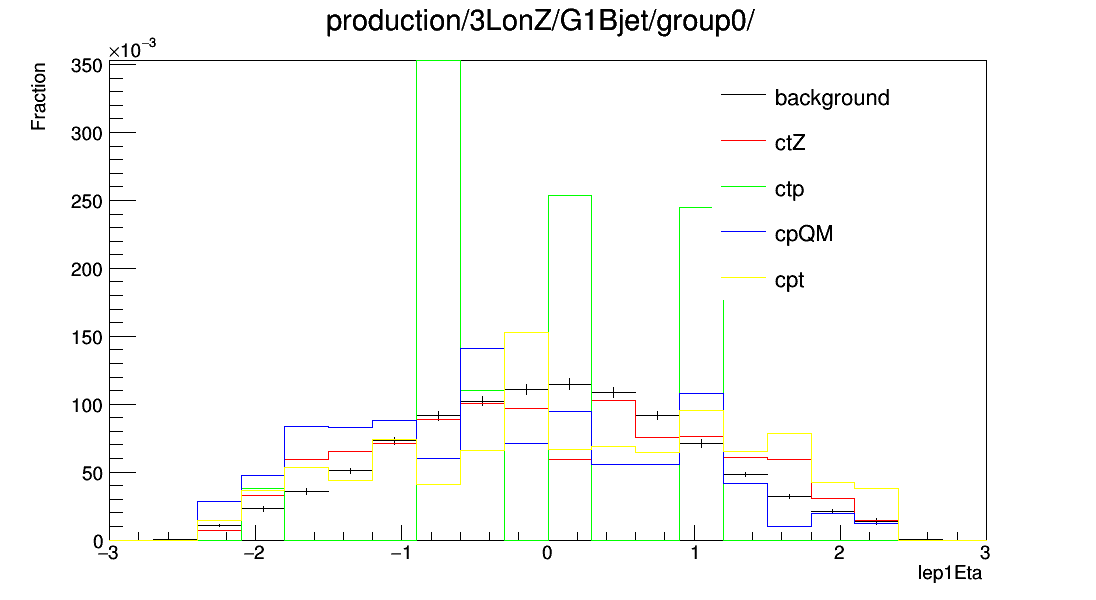 production/3LonZ/G1Bjet/group0/
×10⁻³
Fraction
350
300
250
200
150
100
50
0
background
ctZ
ctp
cpQM
cpt
−3 −2 −1 0 1 2 3
lep1Eta